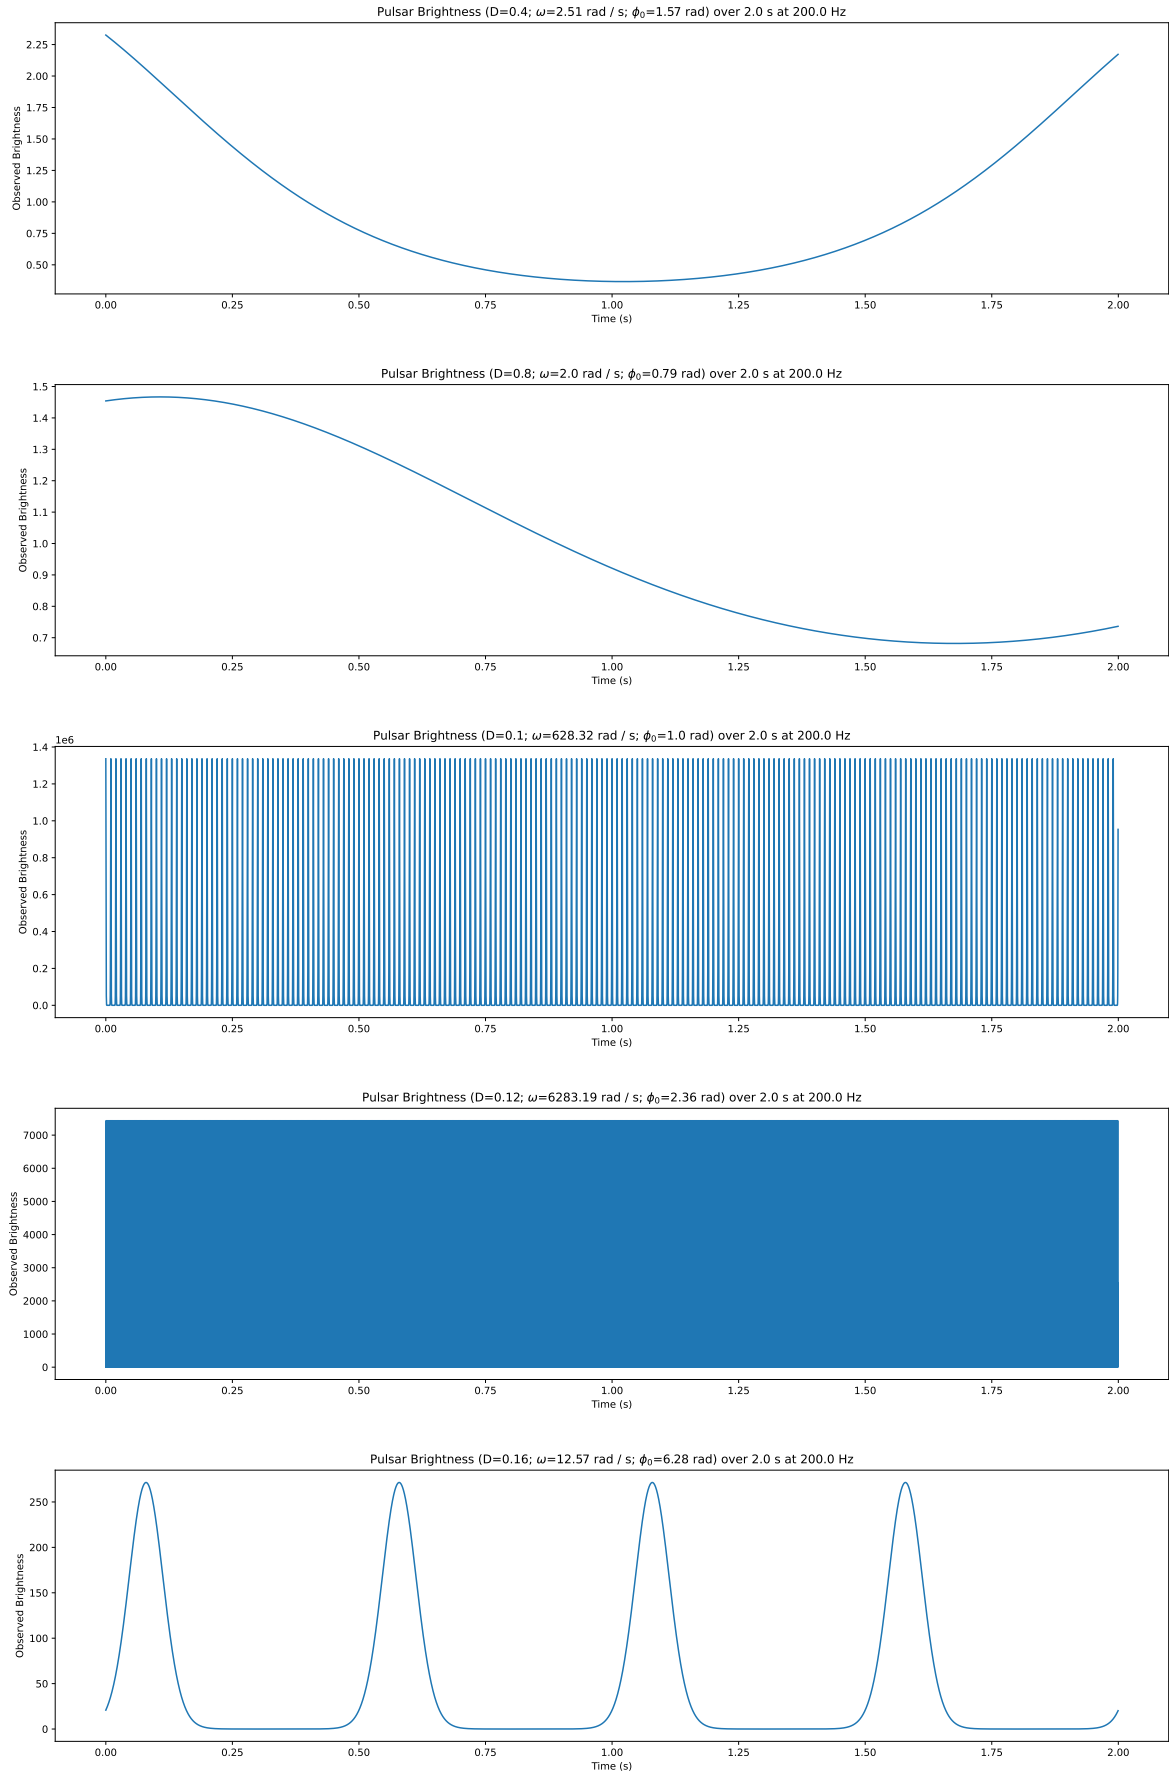 Pulsar Brightness (D=0.4; ω=2.51 rad / s; ϕ₀=1.57 rad) over 2.0 s at 200.0 Hz
2.25
2.00
1.75
1.50
1.25
1.00
0.75
0.50
Observed Brightness
0.00 0.25 0.50 0.75 1.00 1.25 1.50 1.75 2.00
Time (s)
Pulsar Brightness (D=0.8; ω=2.0 rad / s; ϕ₀=0.79 rad) over 2.0 s at 200.0 Hz
1.5
1.4
1.3
1.2
1.1
1.0
0.9
0.8
0.7
Observed Brightness
0.00 0.25 0.50 0.75 1.00 1.25 1.50 1.75 2.00
Time (s)
Pulsar Brightness (D=0.1; ω=628.32 rad / s; ϕ₀=1.0 rad) over 2.0 s at 200.0 Hz
1e6
1.4
1.2
1.0
0.8
0.6
0.4
0.2
0.0
Observed Brightness
0.00 0.25 0.50 0.75 1.00 1.25 1.50 1.75 2.00
Time (s)
Pulsar Brightness (D=0.12; ω=6283.19 rad / s; ϕ₀=2.36 rad) over 2.0 s at 200.0 Hz
7000
6000
5000
4000
3000
2000
1000
0
Observed Brightness
0.00 0.25 0.50 0.75 1.00 1.25 1.50 1.75 2.00
Time (s)
Pulsar Brightness (D=0.16; ω=12.57 rad / s; ϕ₀=6.28 rad) over 2.0 s at 200.0 Hz
250
200
150
100
50
0
Observed Brightness
0.00 0.25 0.50 0.75 1.00 1.25 1.50 1.75 2.00
Time (s)